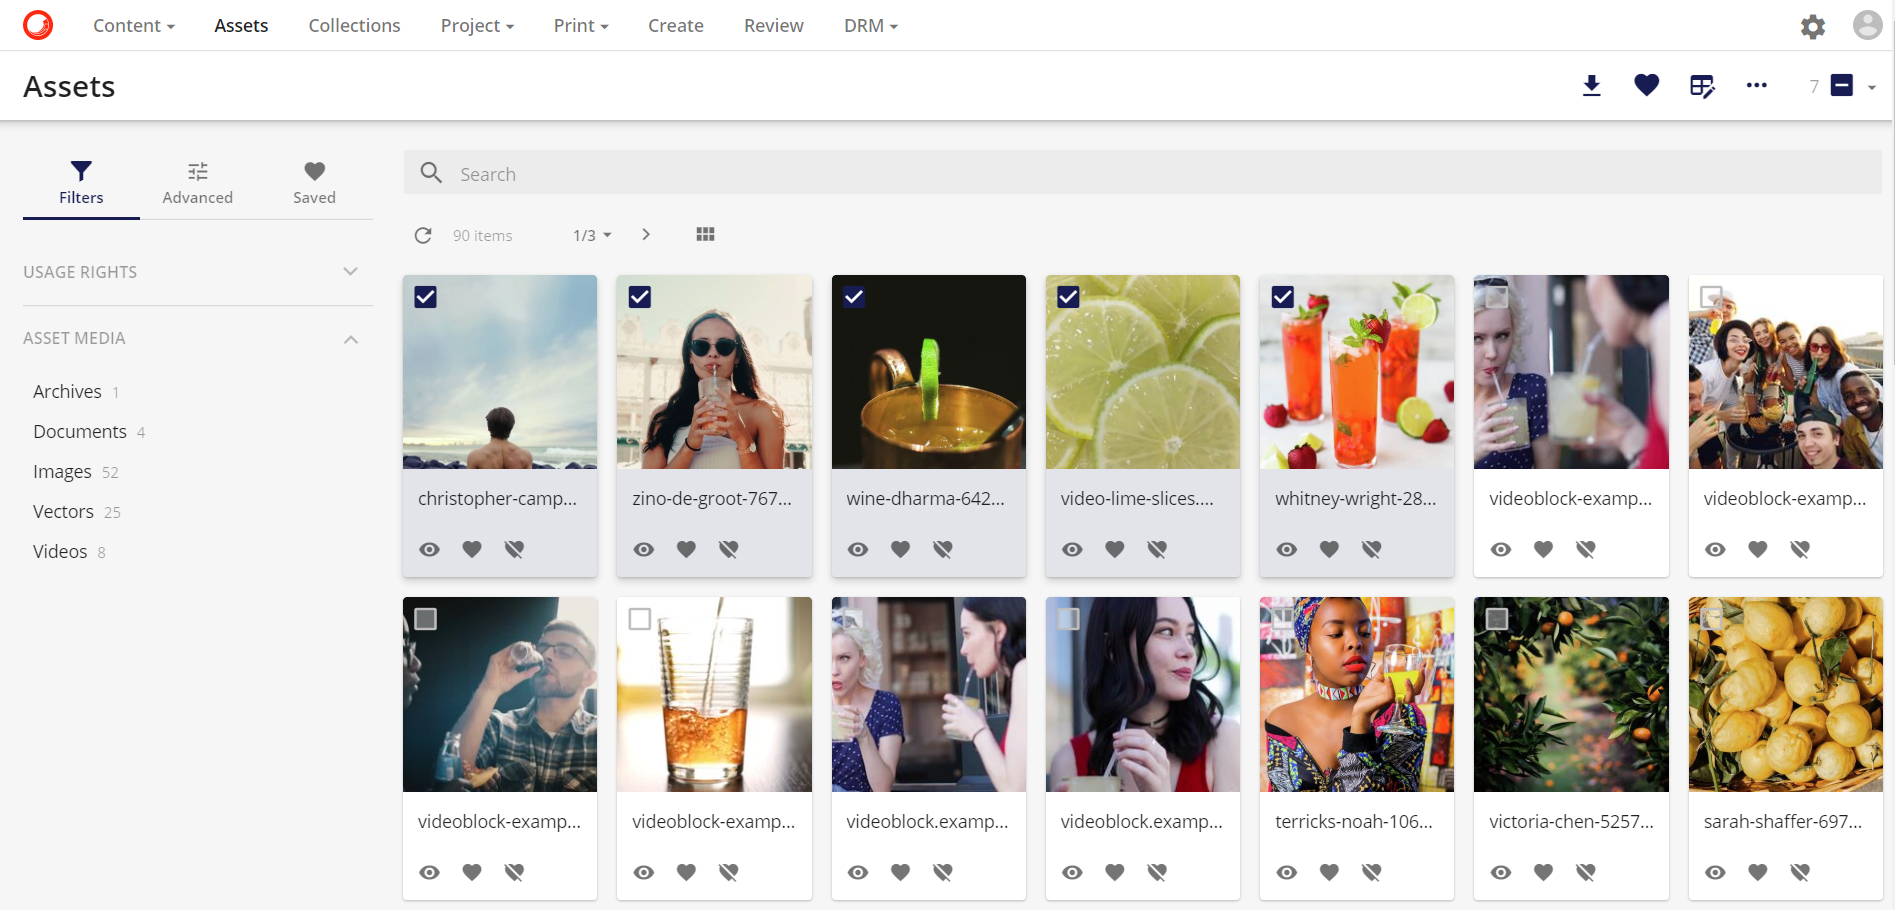 Content Assets Collections Project Print Create Review DRM
Assets
7
Filters Advanced Saved
Search
90 items 1/3
USAGE RIGHTS
ASSET MEDIA
Archives 1
Documents 4
Images 52
Vectors 25
Videos 8
christopher-camp... zino-de-groot-767... wine-dharma-642... video-lime-slices.... whitney-wright-28... videoblock-examp... videoblock-examp...
videoblock-examp... videoblock-examp... videoblock.examp... videoblock.examp... terricks-noah-106... victoria-chen-5257... sarah-shaffer-697...